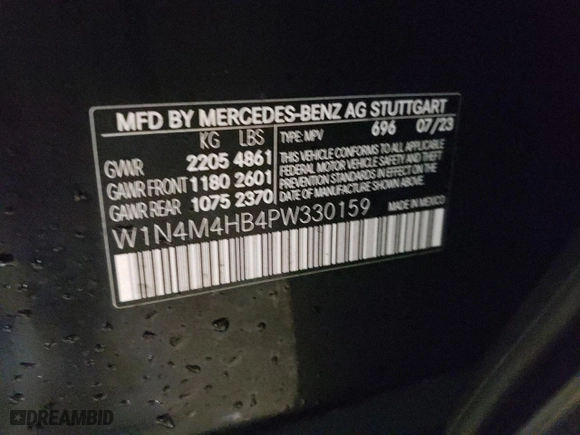 MFD BY MERCEDES-BENZ AG STUTTGART
KG LBS TYPE: MPV 696 07/23
GVWR 2205 4861
GAWR FRONT 1180 2601
GAWR REAR 1075 2370
THIS VEHICLE CONFORMS TO ALL APPLICABLE
FEDERAL MOTOR VEHICLE SAFETY AND THEFT
PREVENTION STANDARDS IN EFFECT ON THE
DATE OF MANUFACTURE SHOWN ABOVE.
W1N4M4HB4PW330159 MADE IN MEXICO
DREAMBID